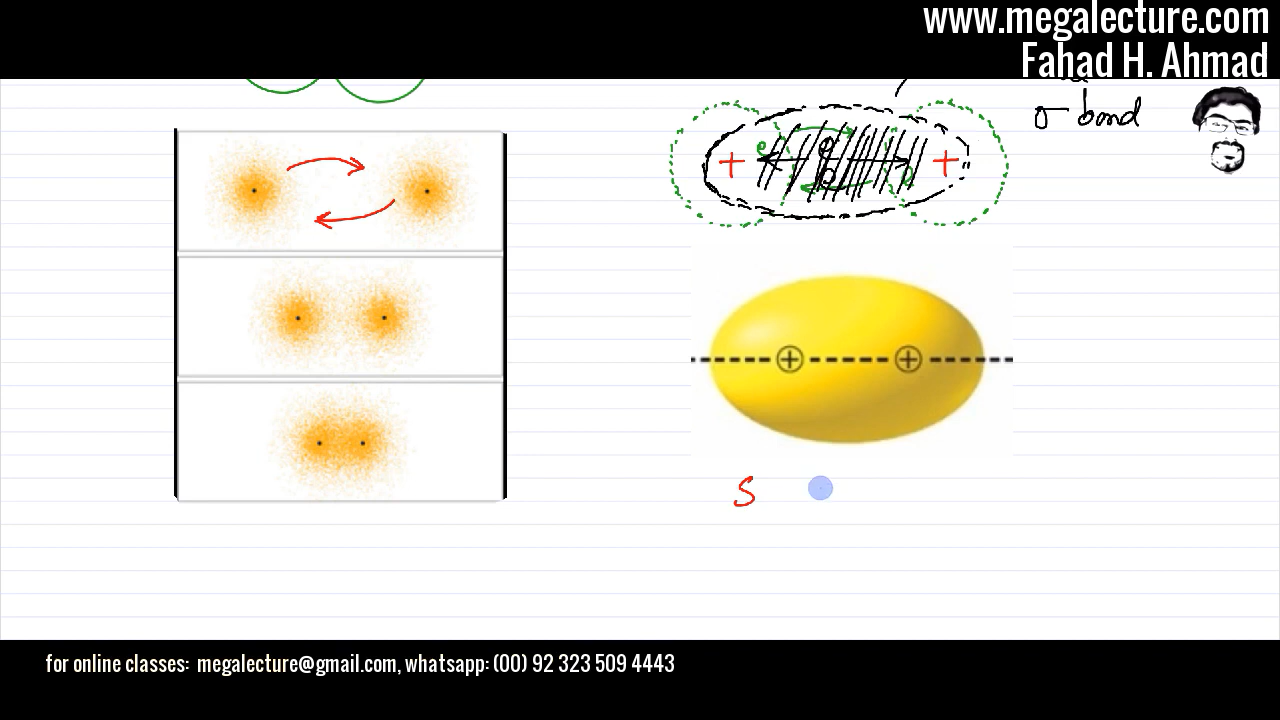 www.megalecture.com
Fahad H. Ahmad
σ bond
e
e
+
+
+ +
S
for online classes: megalecture@gmail.com, whatsapp: (00) 92 323 509 4443